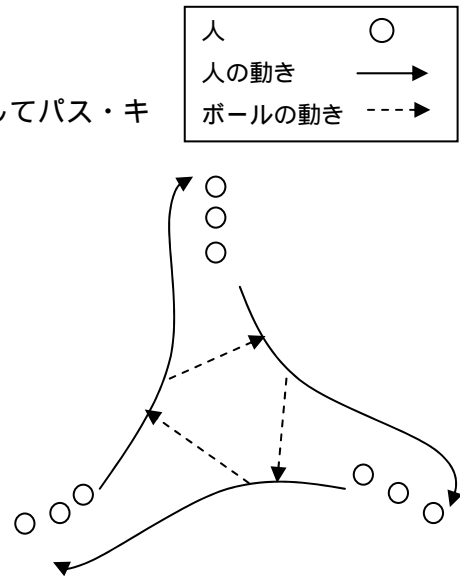 人
人の動き
ボールの動き
してパス・キ